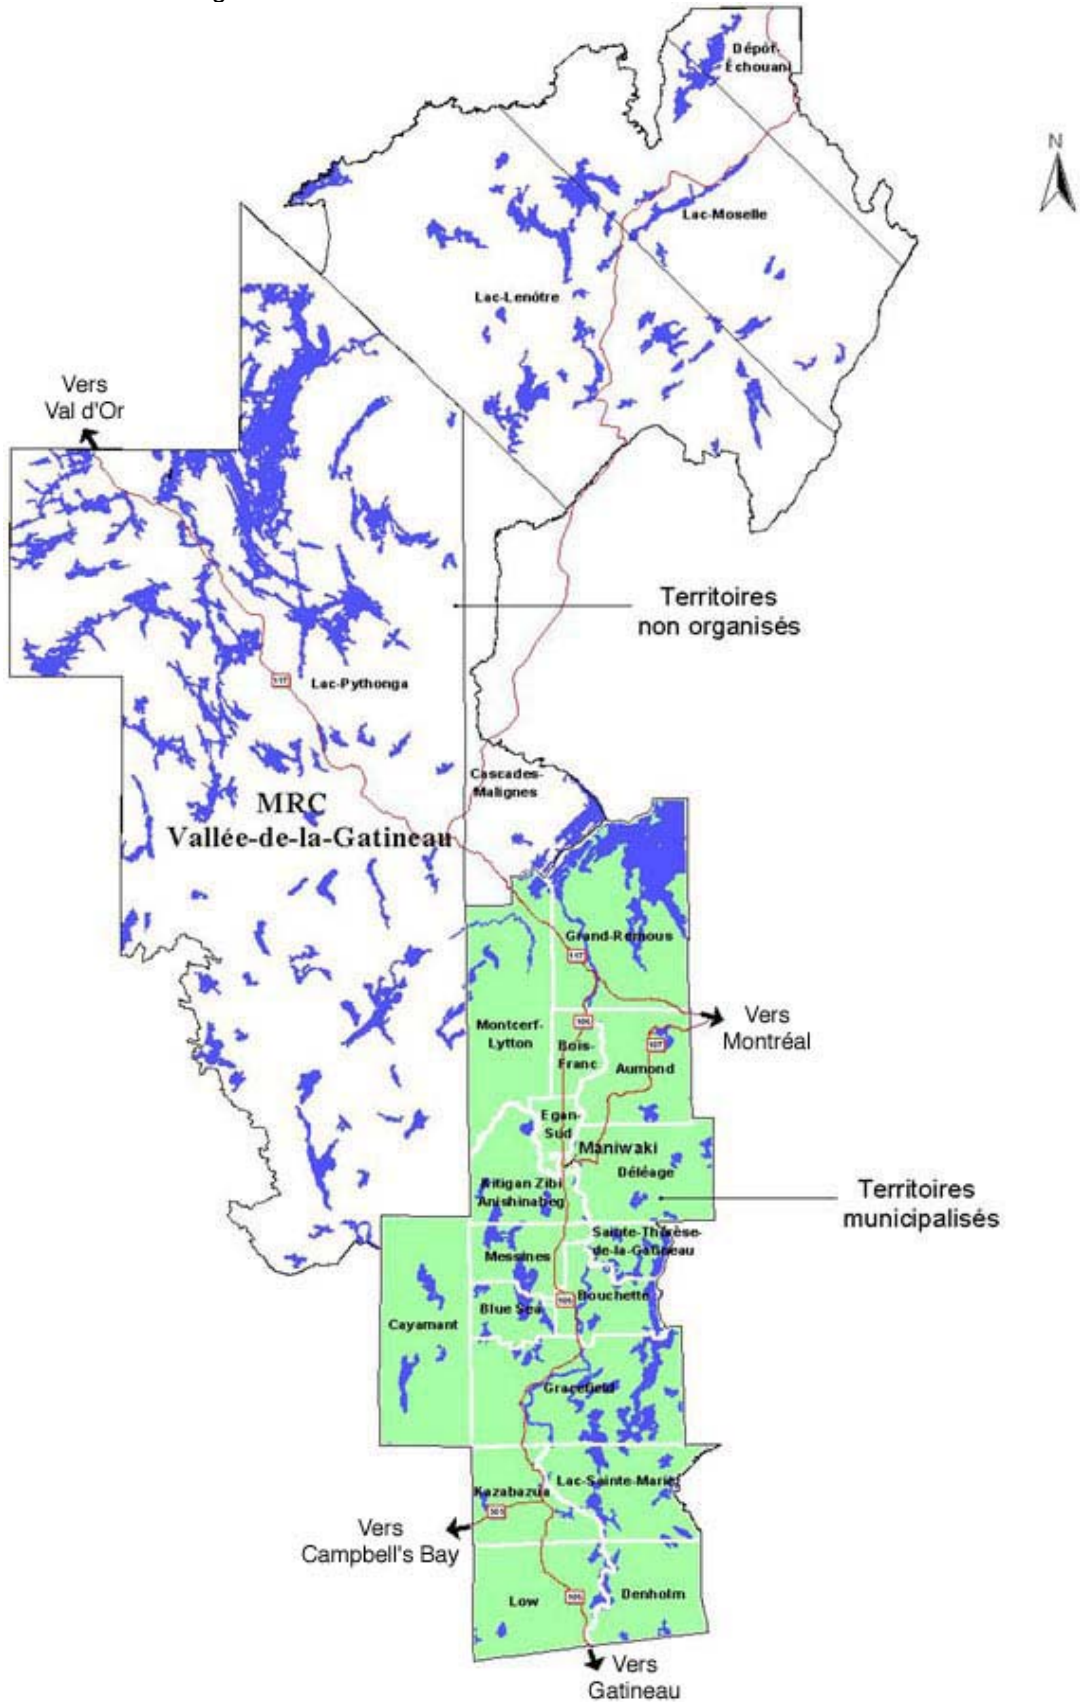 Dépôt-
Échouani
N
Lac-Moselle
Lac-Lenôtre
Vers
Val d'Or
Territoires
non organisés
117
Lac-Pythonga
Cascades-
Malignes
MRC
Vallée-de-la-Gatineau
Grand-Remous
117
Vers
Montréal
105
107
Montcerf-
Lytton
Bois-
Franc
Aumond
Egan-
Sud
Maniwaki
Déléage
Kitigan Zibi
Anishinabeg
Territoires
municipalisés
Sainte-Thérèse-
de-la-Gatineau
Messines
Bouchette
105
Blue Sea
Cayamant
Gracefield
Lac-Sainte-Marie
Kazabazua
301
Vers
Campbell's Bay
Low
105
Denholm
Vers
Gatineau